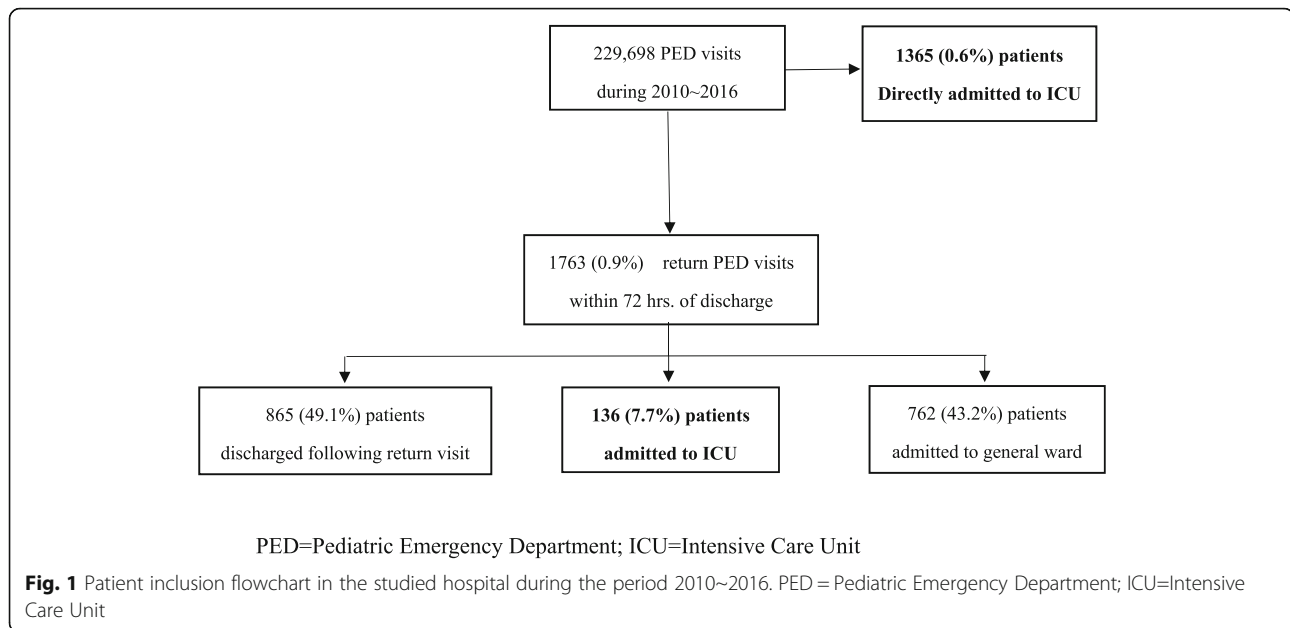 229,698 PED visits
during 2010~2016
1365 (0.6%) patients
Directly admitted to ICU
1763 (0.9%) return PED visits
within 72 hrs. of discharge
865 (49.1%) patients
discharged following return visit
136 (7.7%) patients
admitted to ICU
762 (43.2%) patients
admitted to general ward
PED=Pediatric Emergency Department; ICU=Intensive Care Unit
Fig. 1 Patient inclusion flowchart in the studied hospital during the period 2010~2016. PED = Pediatric Emergency Department; ICU=Intensive
Care Unit